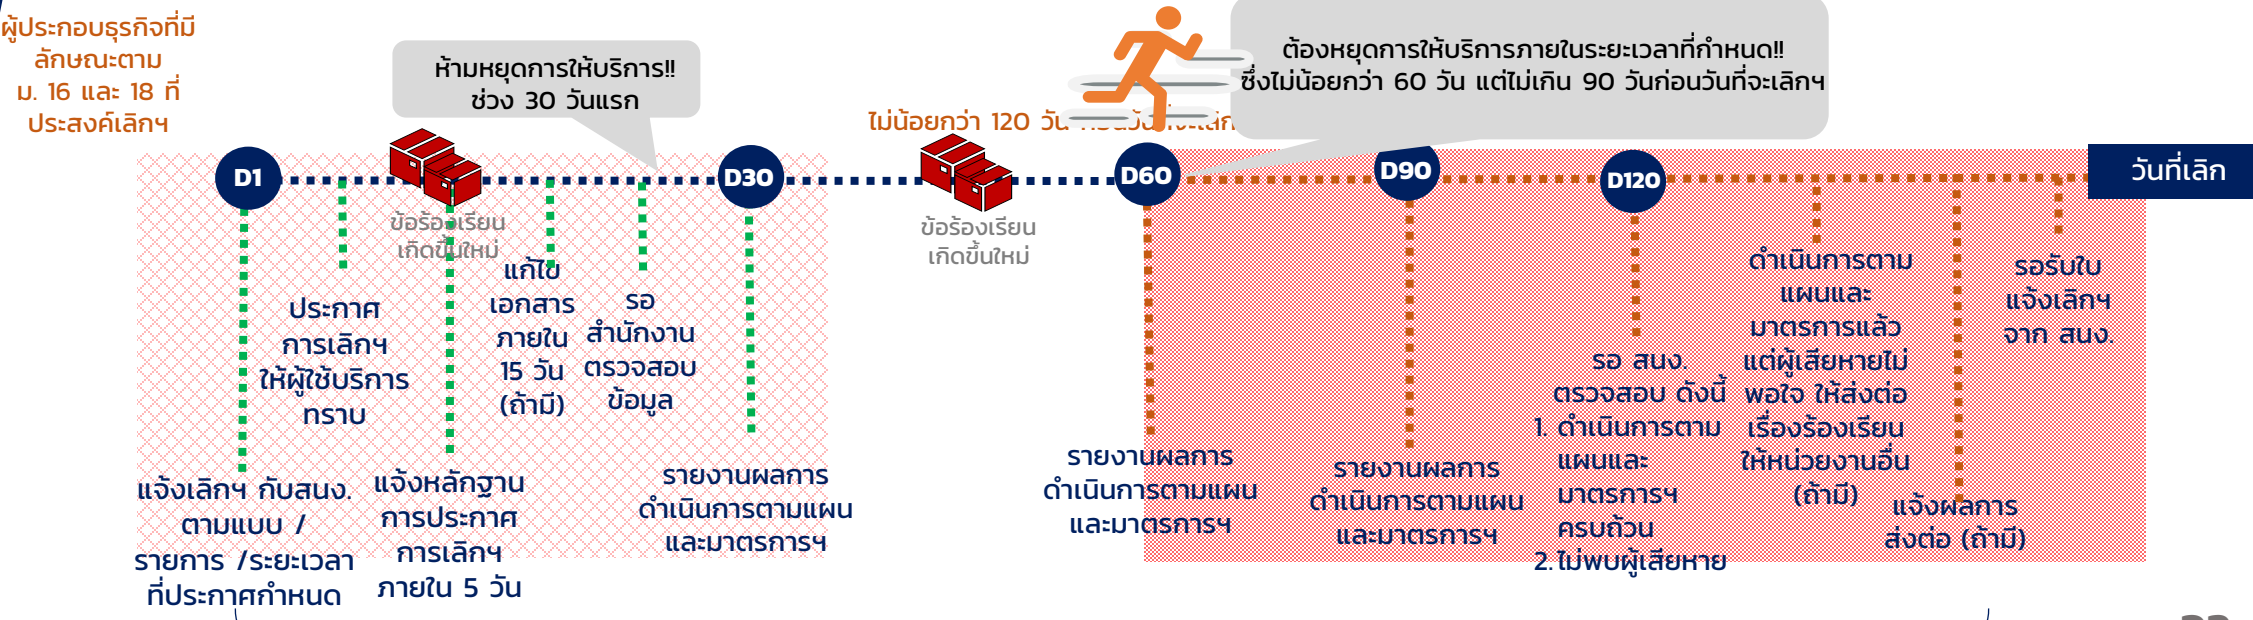 ผู้ประกอบธุรกิจที่มี
ลักษณะตาม
ม. 16 และ 18 ที่
ประสงค์เลิกฯ
ห้ามหยุดการให้บริการ!!
ช่วง 30 วันแรก
ต้องหยุดการให้บริการภายในระยะเวลาที่กำหนด!!
ซึ่งไม่น้อยกว่า 60 วัน แต่ไม่เกิน 90 วันก่อนวันที่จะเลิกฯ
ไม่น้อยกว่า 120 วัน ก่อนวันที่จะเลิก
D1
D30
D60
D90
D120
วันที่เลิก
ข้อร้องเรียน
เกิดขึ้นใหม่
ข้อร้องเรียน
เกิดขึ้นใหม่
แจ้งเลิกฯ กับสนง.
ตามแบบ /
รายการ /ระยะเวลา
ที่ประกาศกำหนด
ประกาศ
การเลิกฯ
ให้ผู้ใช้บริการ
ทราบ
แจ้งหลักฐาน
การประกาศ
การเลิกฯ
ภายใน 5 วัน
แก้ไข
เอกสาร
ภายใน
15 วัน
(ถ้ามี)
รอ
สำนักงาน
ตรวจสอบ
ข้อมูล
รายงานผลการ
ดำเนินการตามแผน
และมาตรการฯ
รายงานผลการ
ดำเนินการตามแผน
และมาตรการฯ
รายงานผลการ
ดำเนินการตามแผน
และมาตรการฯ
รอ สนง.
ตรวจสอบ ดังนี้
1. ดำเนินการตาม
แผนและ
มาตรการฯ
ครบถ้วน
2. ไม่พบผู้เสียหาย
ดำเนินการตาม
แผนและ
มาตรการแล้ว
แต่ผู้เสียหายไม่
พอใจ ให้ส่งต่อ
เรื่องร้องเรียน
ให้หน่วยงานอื่น
(ถ้ามี)
แจ้งผลการ
ส่งต่อ (ถ้ามี)
รอรับใบ
แจ้งเลิกฯ
จาก สนง.